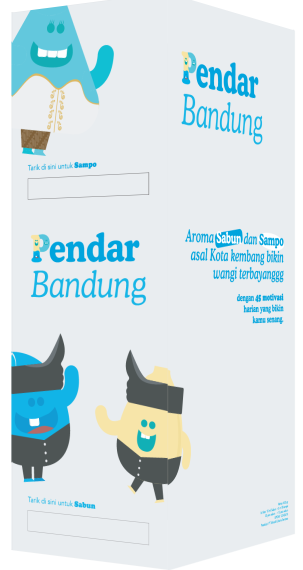 Tarik di sini untuk Sampo
Pendar
Bandung
Pendar
Bandung
Aroma Sabun dan Sampo
asal Kota kembang bikin
wangi terbayanggg
dengan 45 motivasi
harian yang bikin
kamu senang.
Tarik di sini untuk Sabun